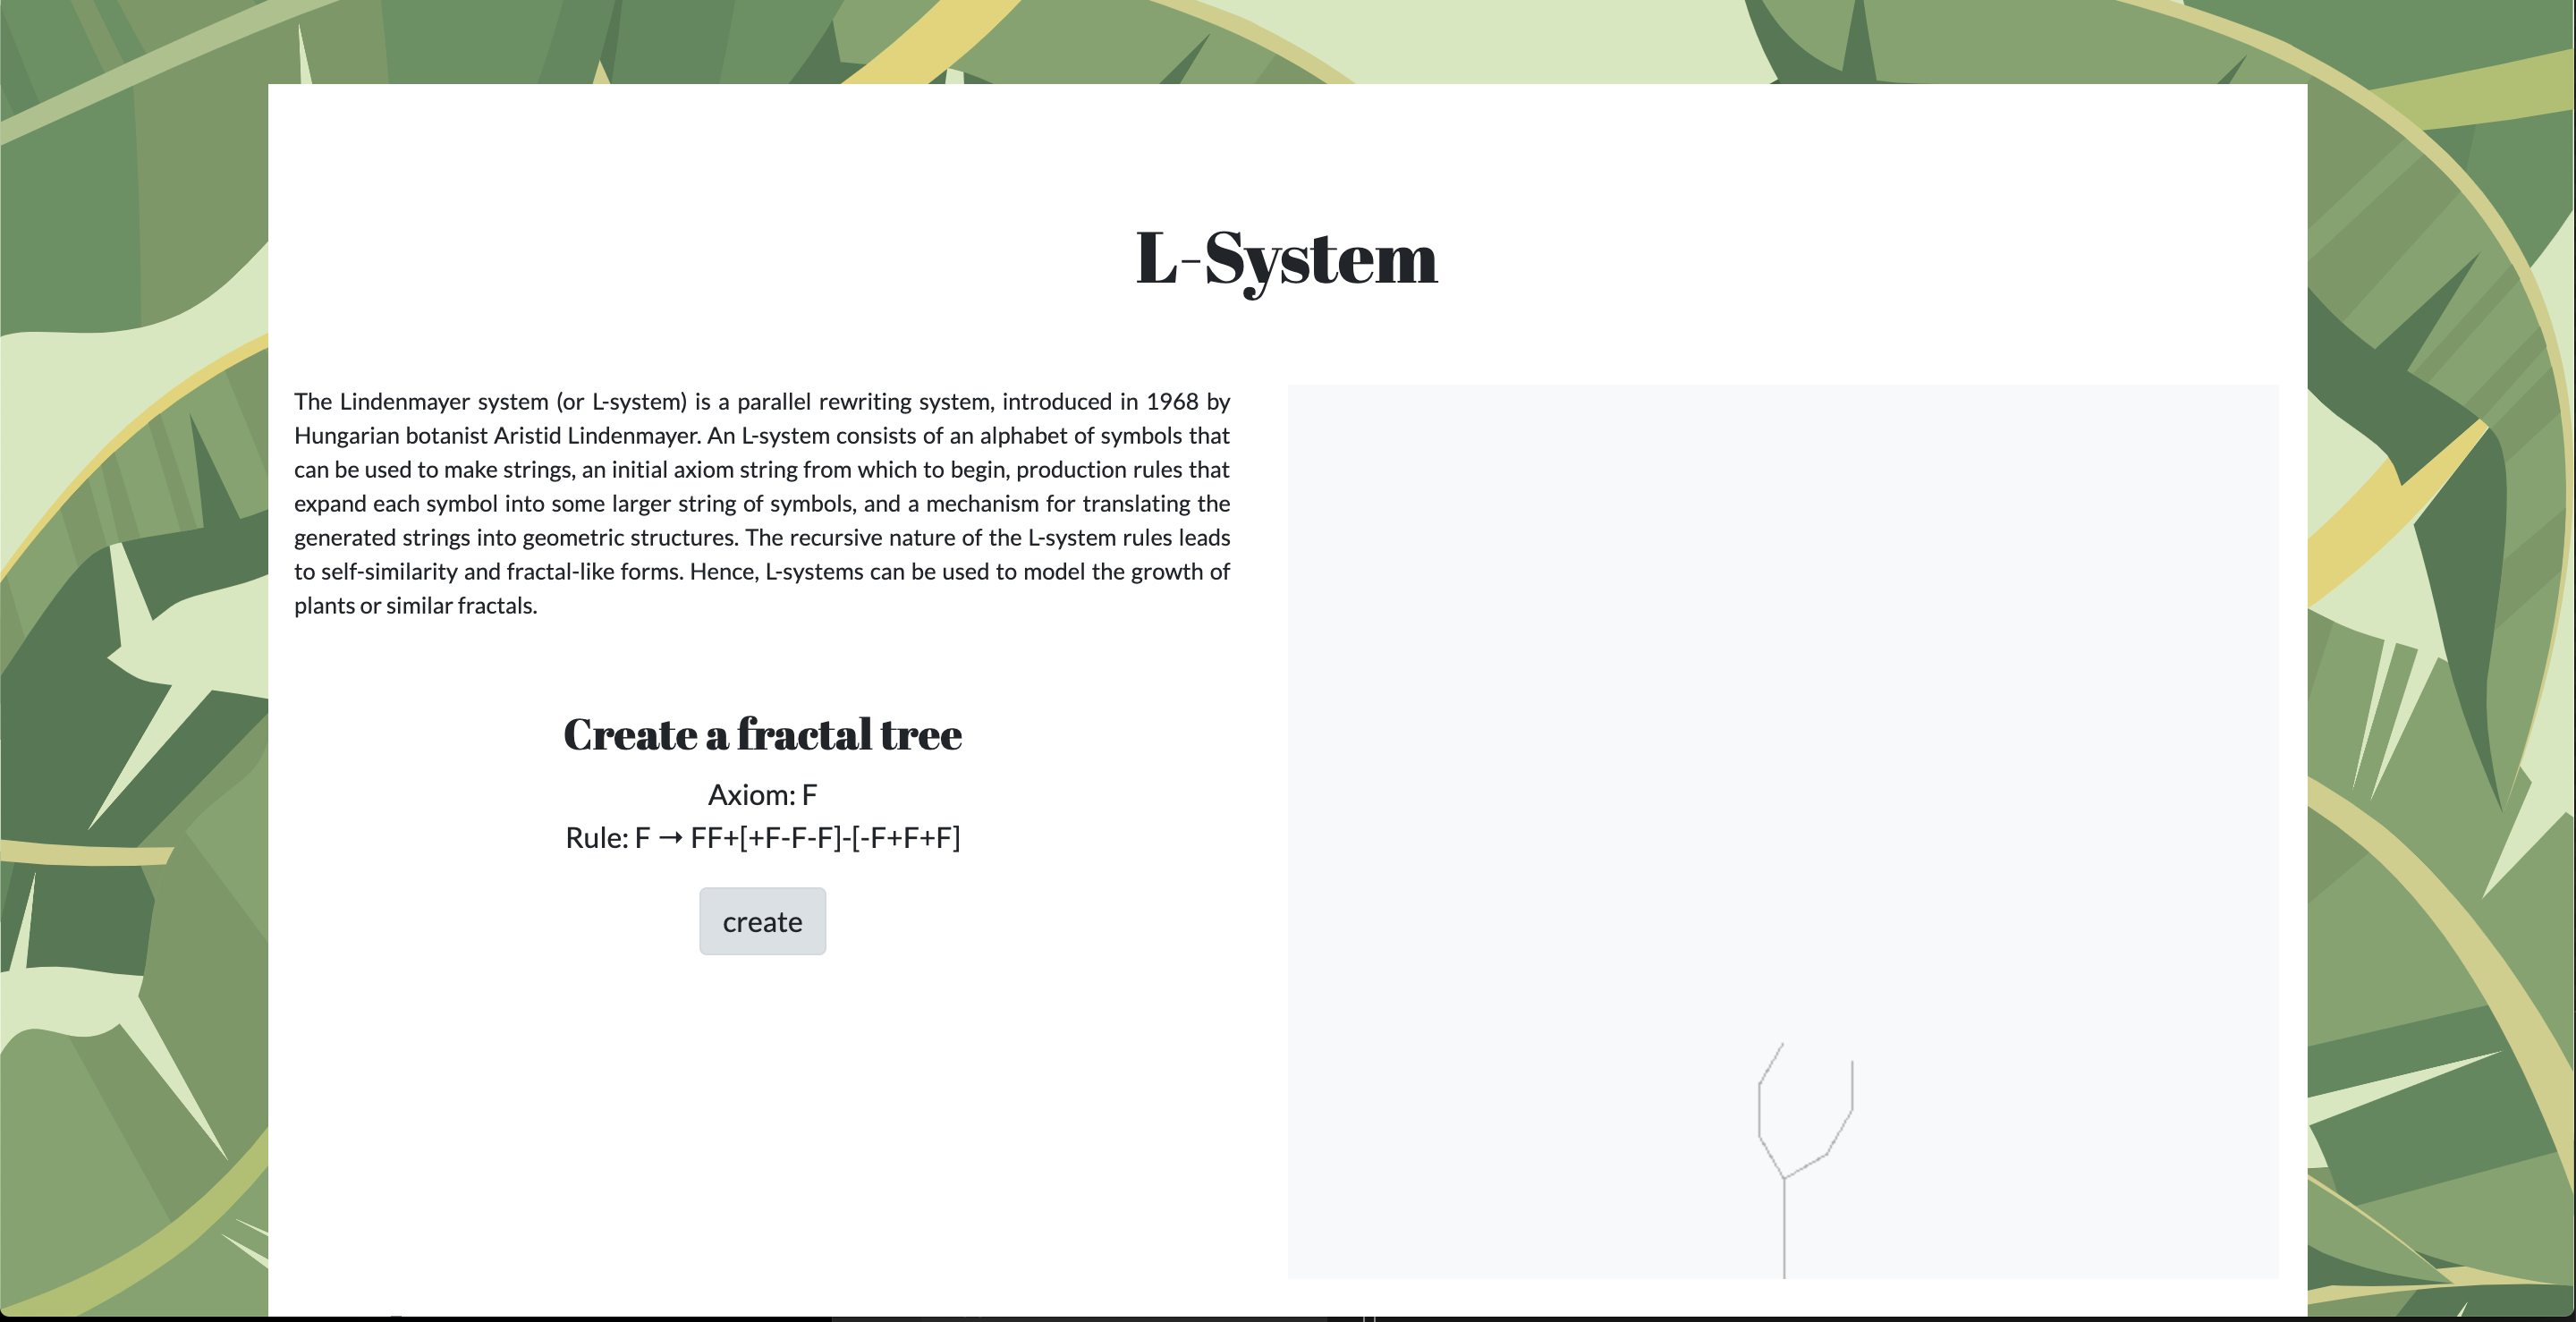 L-System
The Lindenmayer system (or L-system) is a parallel rewriting system, introduced in 1968 by
Hungarian botanist Aristid Lindenmayer. An L-system consists of an alphabet of symbols that
can be used to make strings, an initial axiom string from which to begin, production rules that
expand each symbol into some larger string of symbols, and a mechanism for translating the
generated strings into geometric structures. The recursive nature of the L-system rules leads
to self-similarity and fractal-like forms. Hence, L-systems can be used to model the growth of
plants or similar fractals.
Create a fractal tree
Axiom: F
Rule: F → FF+[+F-F-F]-[-F+F+F]
create